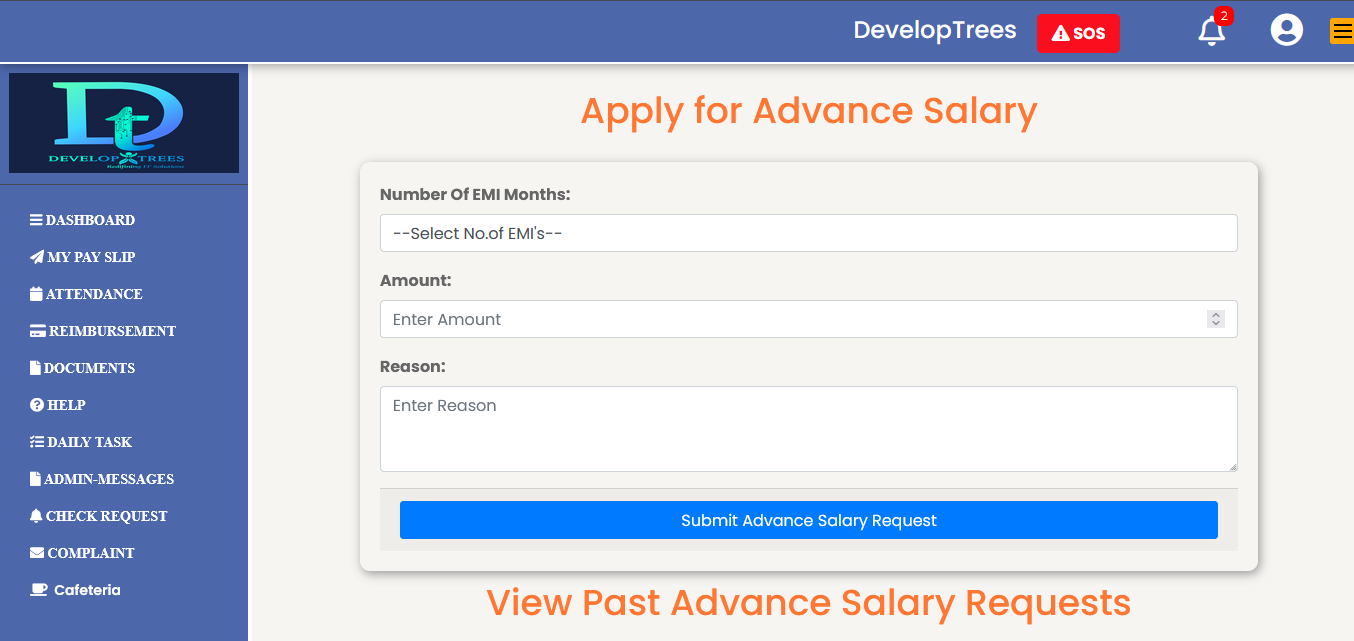 DevelopTrees
SOS
2
Dt
DEVELOP TREES
Redefining IT Solutions
DASHBOARD
MY PAY SLIP
ATTENDANCE
REIMBURSEMENT
DOCUMENTS
HELP
DAILY TASK
ADMIN-MESSAGES
CHECK REQUEST
COMPLAINT
Cafeteria
Apply for Advance Salary
Number Of EMI Months:
--Select No.of EMI's--
Amount:
Enter Amount
Reason:
Enter Reason
Submit Advance Salary Request
View Past Advance Salary Requests